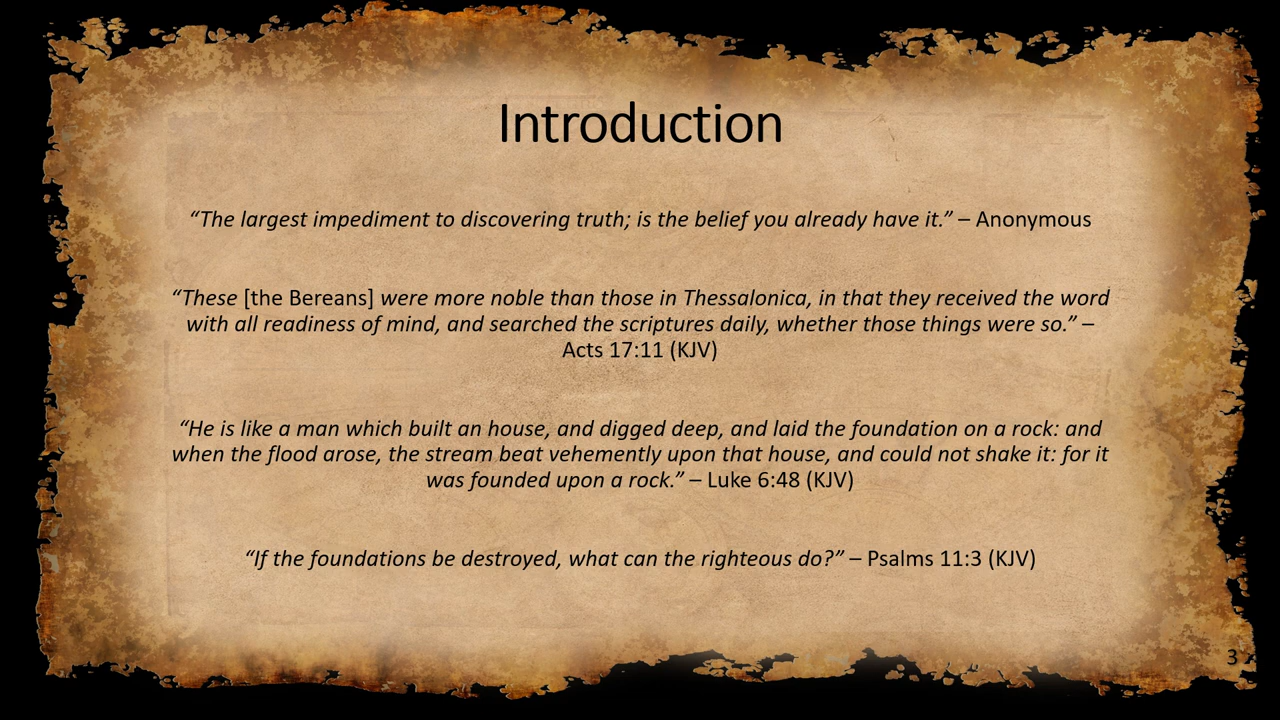 Introduction
“The largest impediment to discovering truth; is the belief you already have it.” – Anonymous
“These [the Bereans] were more noble than those in Thessalonica, in that they received the word
with all readiness of mind, and searched the scriptures daily, whether those things were so.” –
Acts 17:11 (KJV)
“He is like a man which built an house, and digged deep, and laid the foundation on a rock: and
when the flood arose, the stream beat vehemently upon that house, and could not shake it: for it
was founded upon a rock.” – Luke 6:48 (KJV)
“If the foundations be destroyed, what can the righteous do?” – Psalms 11:3 (KJV)
3